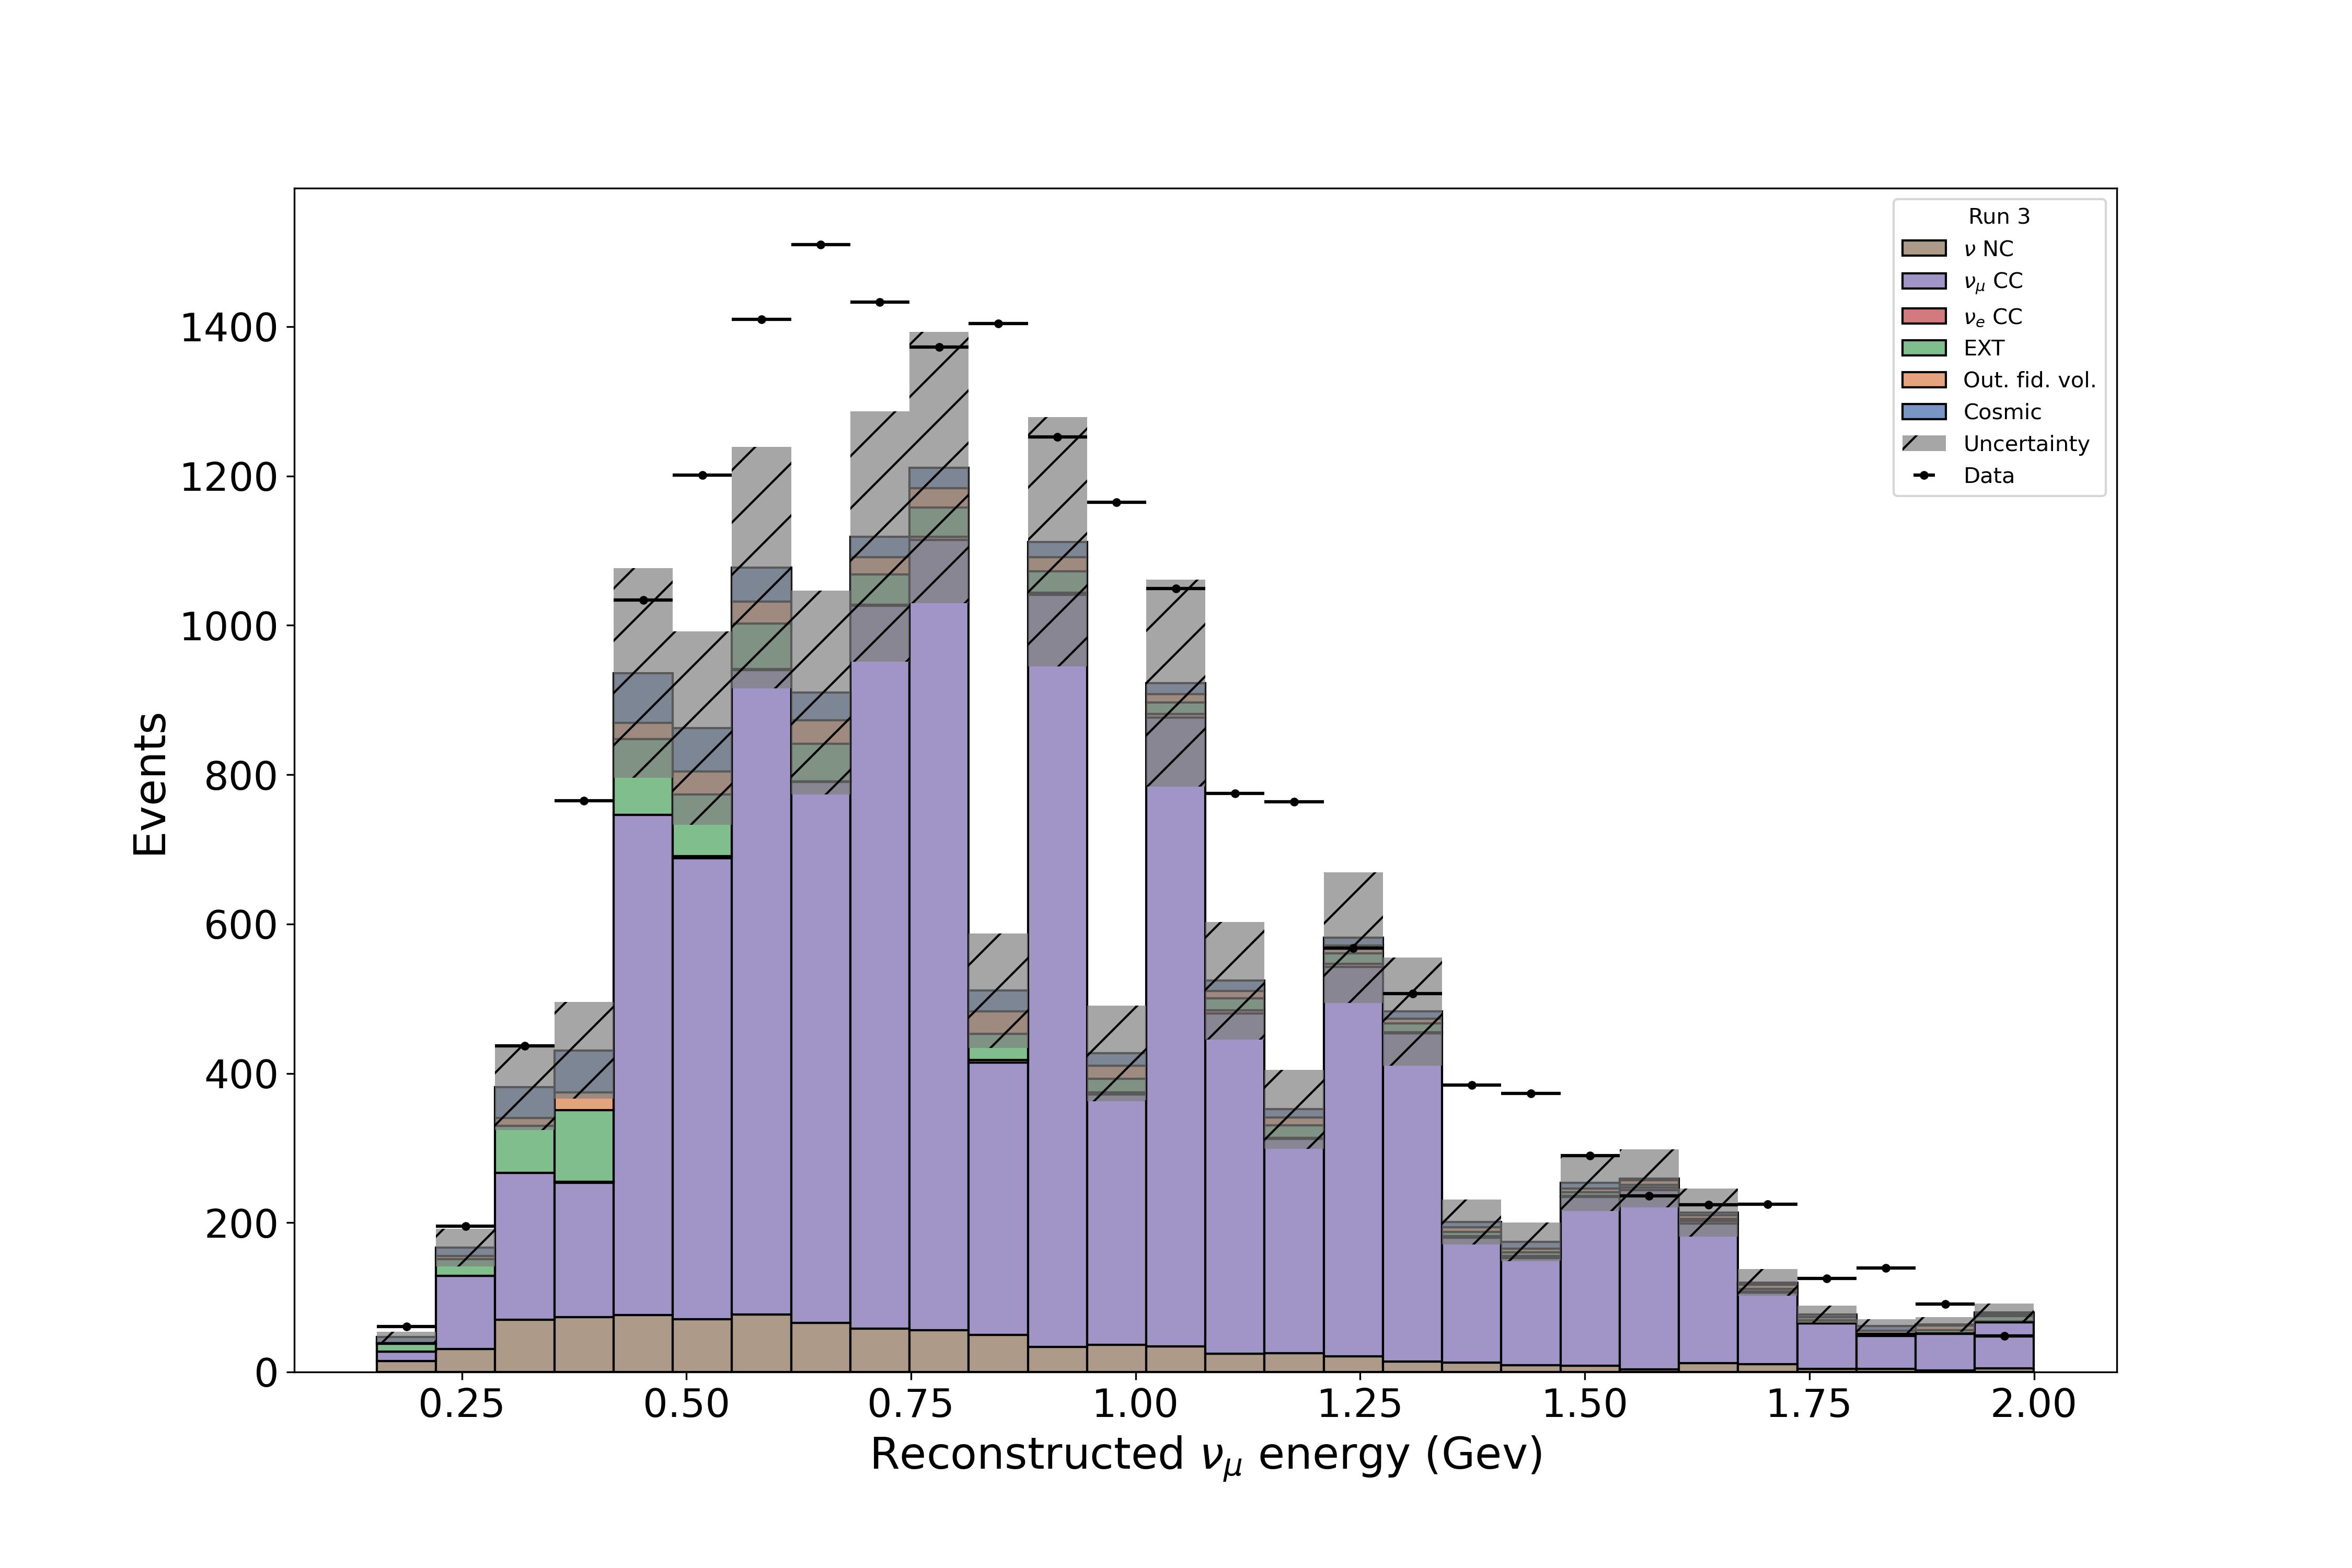 Run 3
ν NC
ν_μ CC
ν_e CC
EXT
Out. fid. vol.
Cosmic
Uncertainty
Data
1400
1200
1000
800
600
400
200
0
Events
0.25 0.50 0.75 1.00 1.25 1.50 1.75 2.00
Reconstructed ν_μ energy (Gev)